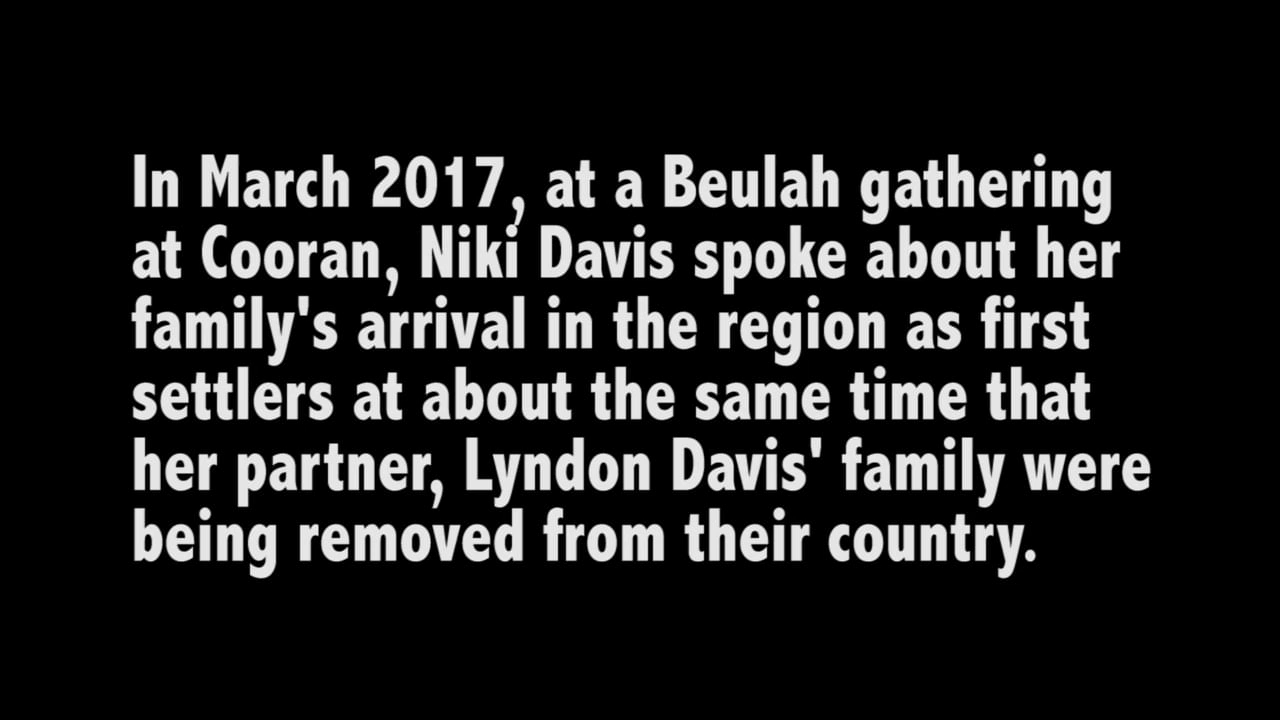 In March 2017, at a Beulah gathering
at Cooran, Niki Davis spoke about her
family's arrival in the region as first
settlers at about the same time that
her partner, Lyndon Davis' family were
being removed from their country.